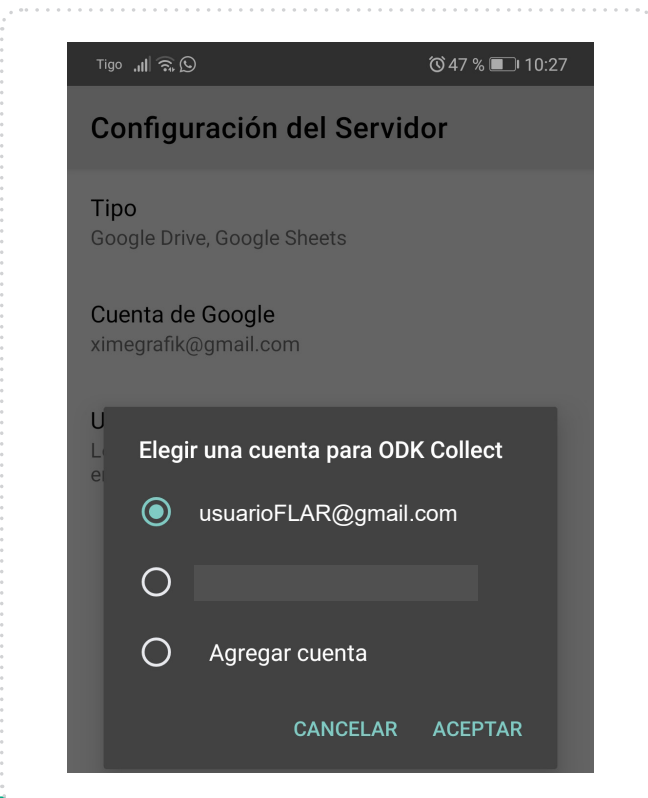 Tigo 47 % 10:27
Configuración del Servidor
Tipo
Google Drive, Google Sheets
Cuenta de Google
ximegrafik@gmail.com
U
L
e
Elegir una cuenta para ODK Collect
usuarioFLAR@gmail.com
Agregar cuenta
CANCELAR ACEPTAR